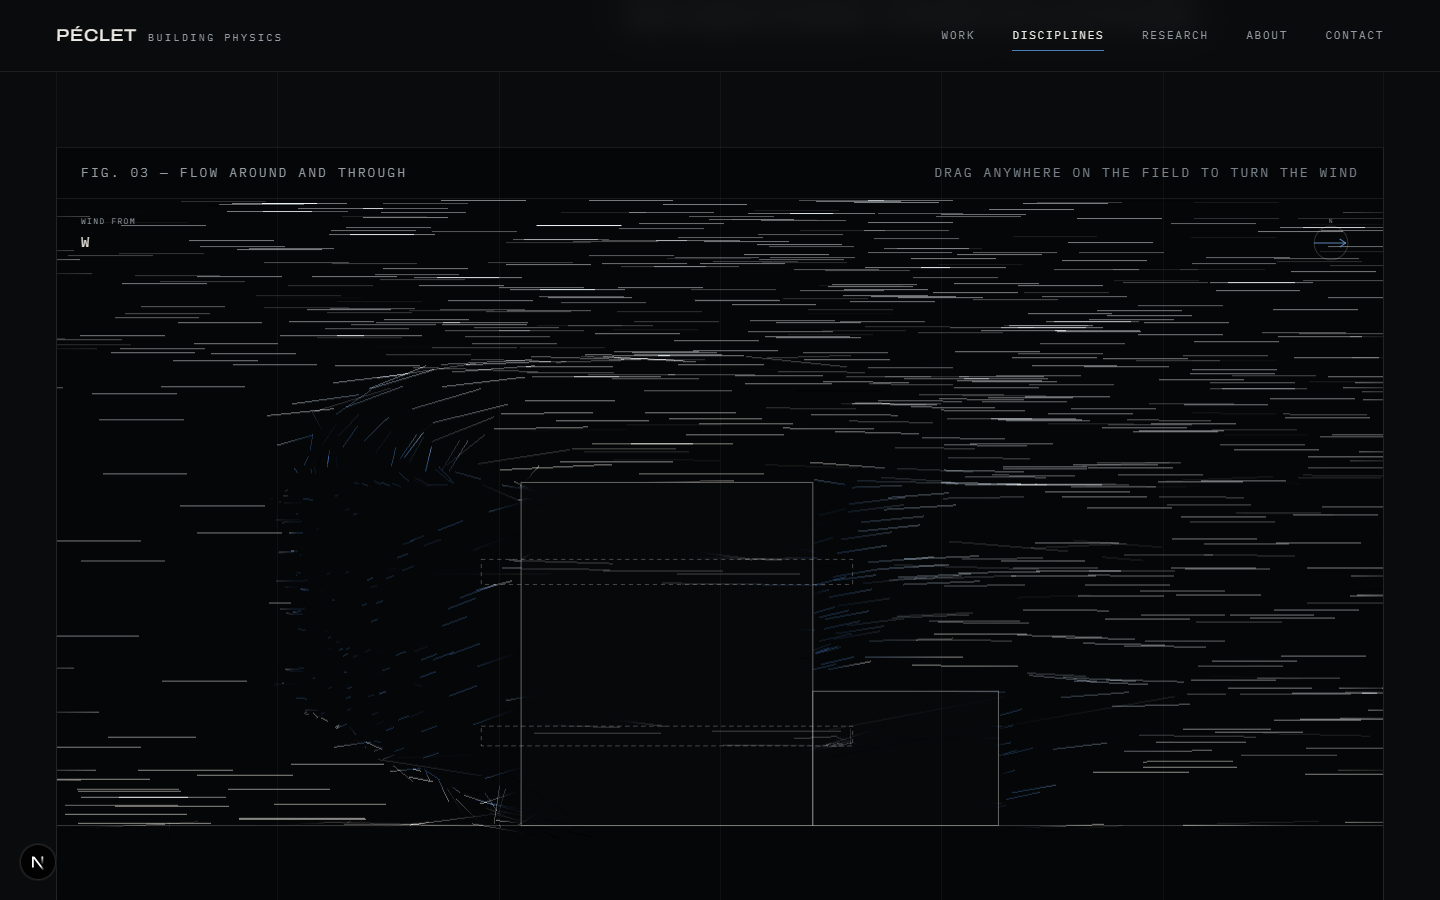 PÉCLET BUILDING PHYSICS
WORK DISCIPLINES RESEARCH ABOUT CONTACT
FIG. 03 — FLOW AROUND AND THROUGH
DRAG ANYWHERE ON THE FIELD TO TURN THE WIND
WIND FROM
W
N
N